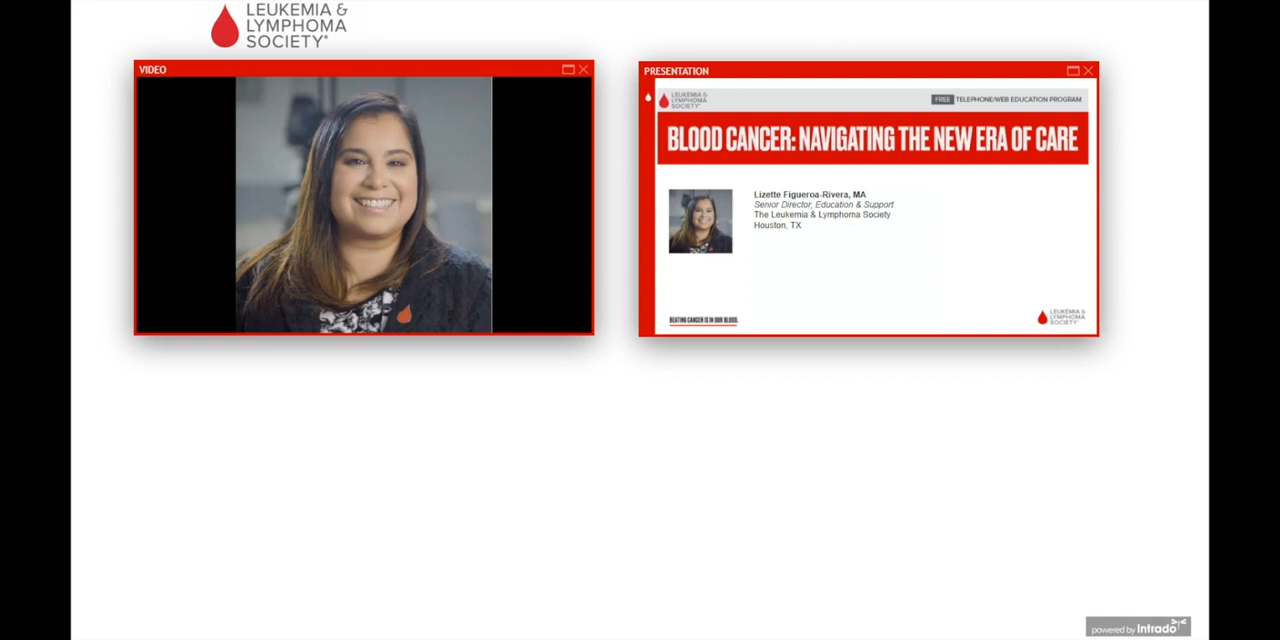 LEUKEMIA &
LYMPHOMA
SOCIETY®
VIDEO
PRESENTATION
LEUKEMIA &
LYMPHOMA
SOCIETY®
FREE TELEPHONE/WEB EDUCATION PROGRAM
BLOOD CANCER: NAVIGATING THE NEW ERA OF CARE
Lizette Figueroa-Rivera, MA
Senior Director, Education & Support
The Leukemia & Lymphoma Society
Houston, TX
BEATING CANCER IS IN OUR BLOOD.
LEUKEMIA &
LYMPHOMA
SOCIETY®
powered by Intrado